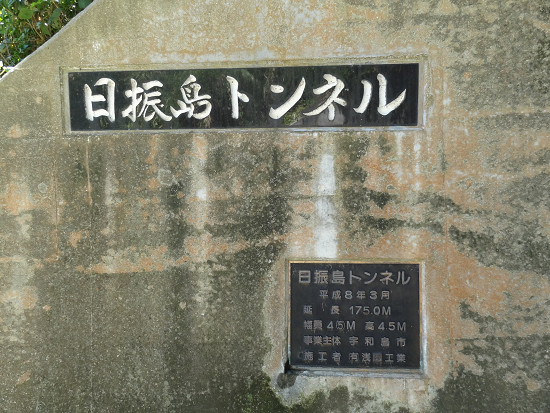 日振島トンネル
日振島トンネル
平成8年3月
延 長 175.0M
幅員 4.5M 高 4.5M
事業主体 宇和島市
施工者 有浅田工業